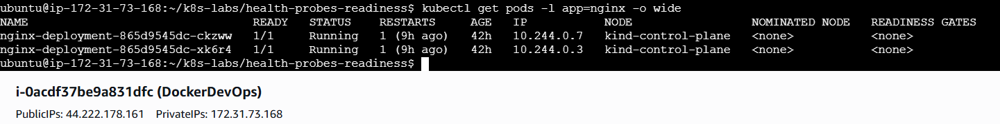 ubuntu@ip-172-31-73-168:~/k8s-labs/health-probes-readiness$ kubectl get pods -l app=nginx -o wide
NAME READY STATUS RESTARTS AGE IP NODE NOMINATED NODE READINESS GATES
nginx-deployment-865d9545dc-ckzww 1/1 Running 1 (9h ago) 42h 10.244.0.7 kind-control-plane <none> <none>
nginx-deployment-865d9545dc-xk6r4 1/1 Running 1 (9h ago) 42h 10.244.0.3 kind-control-plane <none> <none>
ubuntu@ip-172-31-73-168:~/k8s-labs/health-probes-readiness$
i-0acdf37be9a831dfc (DockerDevOps)
PublicIPs: 44.222.178.161 PrivateIPs: 172.31.73.168